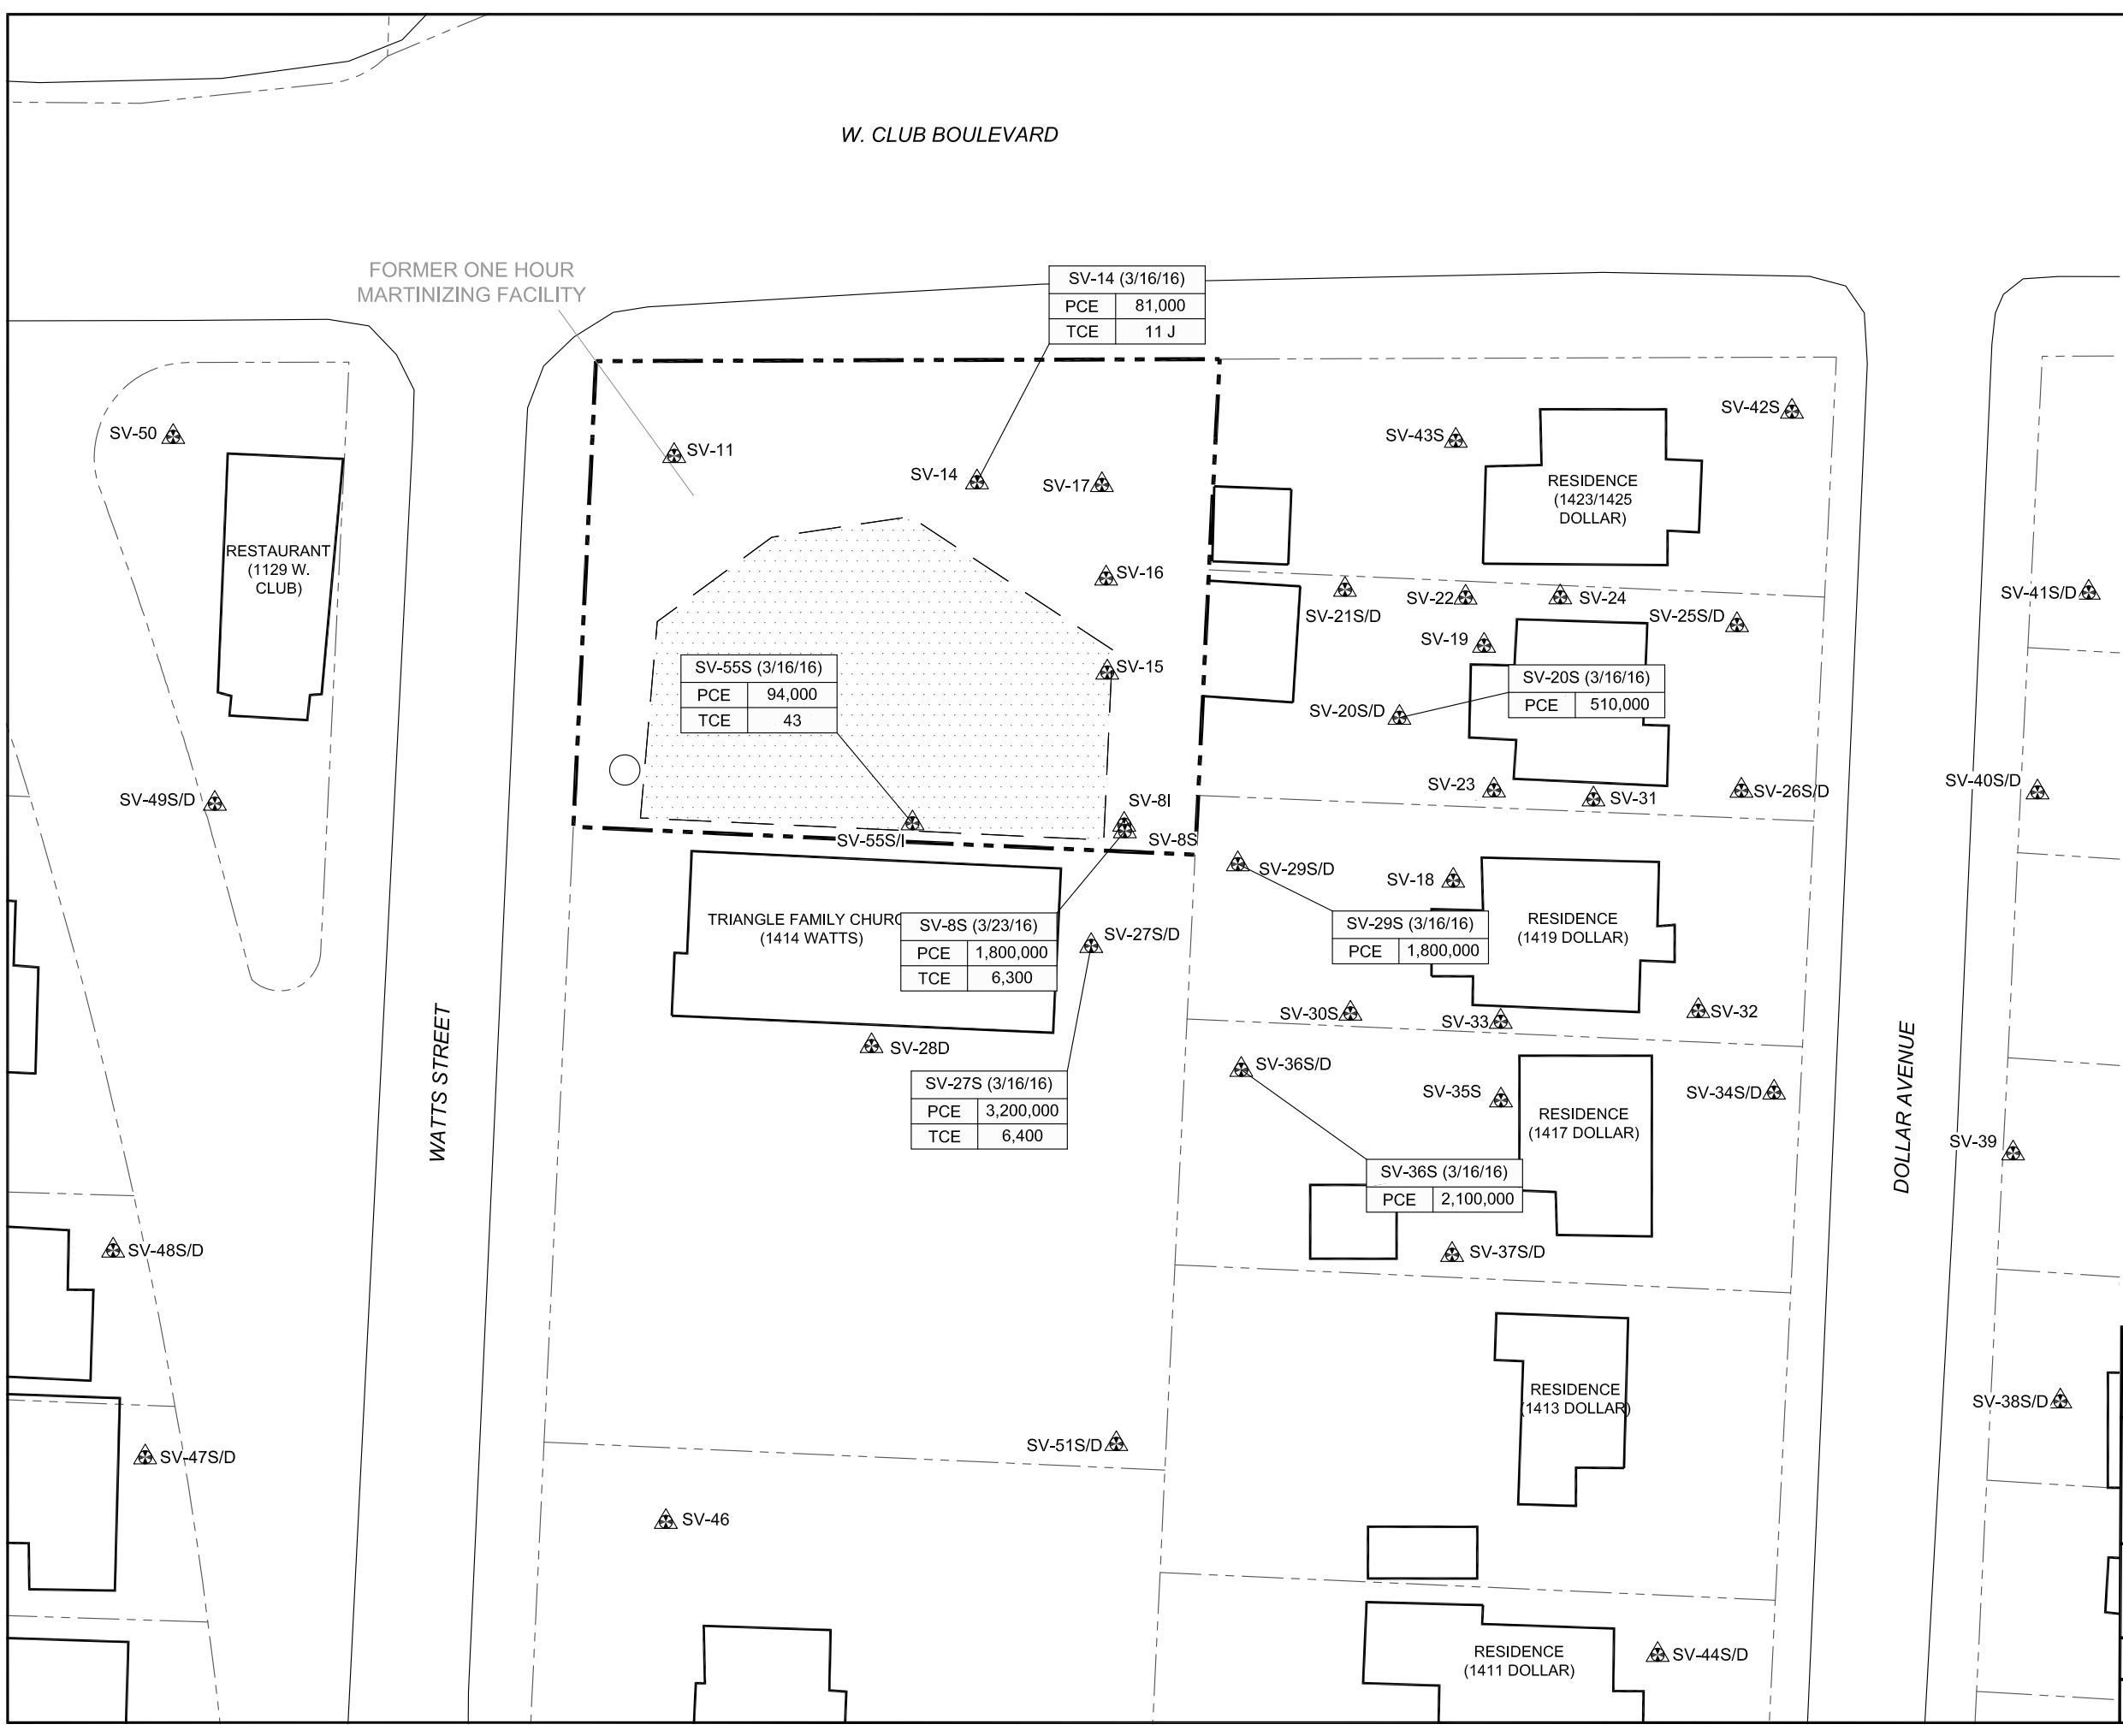 W. CLUB BOULEVARD
FORMER ONE HOUR
MARTINIZING FACILITY
SV-14 (3/16/16)
PCE 81,000
TCE 11 J
SV-50
SV-11
SV-14
SV-17
SV-43S
SV-42S
RESIDENCE
(1423/1425
DOLLAR)
RESTAURANT
(1129 W.
CLUB)
SV-16
SV-21S/D
SV-22
SV-24
SV-25S/D
SV-41S/D
SV-19
SV-15
SV-55S (3/16/16)
PCE 94,000
TCE 43
SV-20S (3/16/16)
PCE 510,000
SV-20S/D
SV-49S/D
SV-23
SV-31
SV-26S/D
SV-40S/D
SV-8I
SV-8S
SV-55S/I
SV-29S/D
SV-18
TRIANGLE FAMILY CHURC
(1414 WATTS)
SV-8S (3/23/16)
PCE 1,800,000
TCE 6,300
SV-27S/D
SV-29S (3/16/16)
PCE 1,800,000
RESIDENCE
(1419 DOLLAR)
SV-30S
SV-33
SV-32
SV-28D
WATTS STREET
DOLLAR AVENUE
SV-27S (3/16/16)
PCE 3,200,000
TCE 6,400
SV-36S/D
SV-35S
SV-34S/D
RESIDENCE
(1417 DOLLAR)
SV-39
SV-36S (3/16/16)
PCE 2,100,000
SV-48S/D
SV-37S/D
RESIDENCE
(1413 DOLLAR)
SV-38S/D
SV-47S/D
SV-51S/D
SV-46
RESIDENCE
(1411 DOLLAR)
SV-44S/D